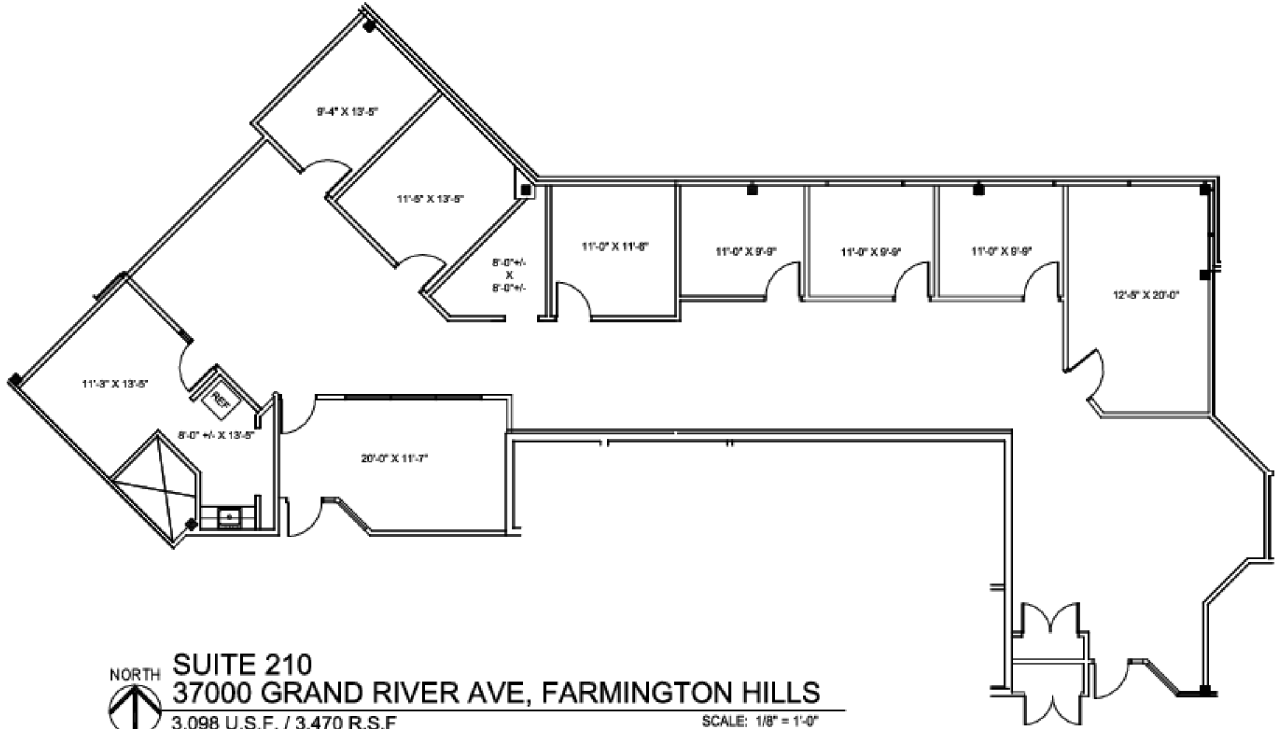 9'-4" X 13'-5"
11'-5" X 13'-5"
8'-0"+/-
X
8'-0"+/-
11'-0" X 11'-6"
11'-0" X 9'-9"
11'-0" X 9'-9"
11'-0" X 9'-9"
12'-5" X 20'-0"
11'-3" X 13'-5"
REF
8'-0" +/- X 13'-5"
20'-0" X 11'-7"
NORTH
SUITE 210
37000 GRAND RIVER AVE, FARMINGTON HILLS
3,098 U.S.F. / 3,470 R.S.F
SCALE: 1/8" = 1'-0"